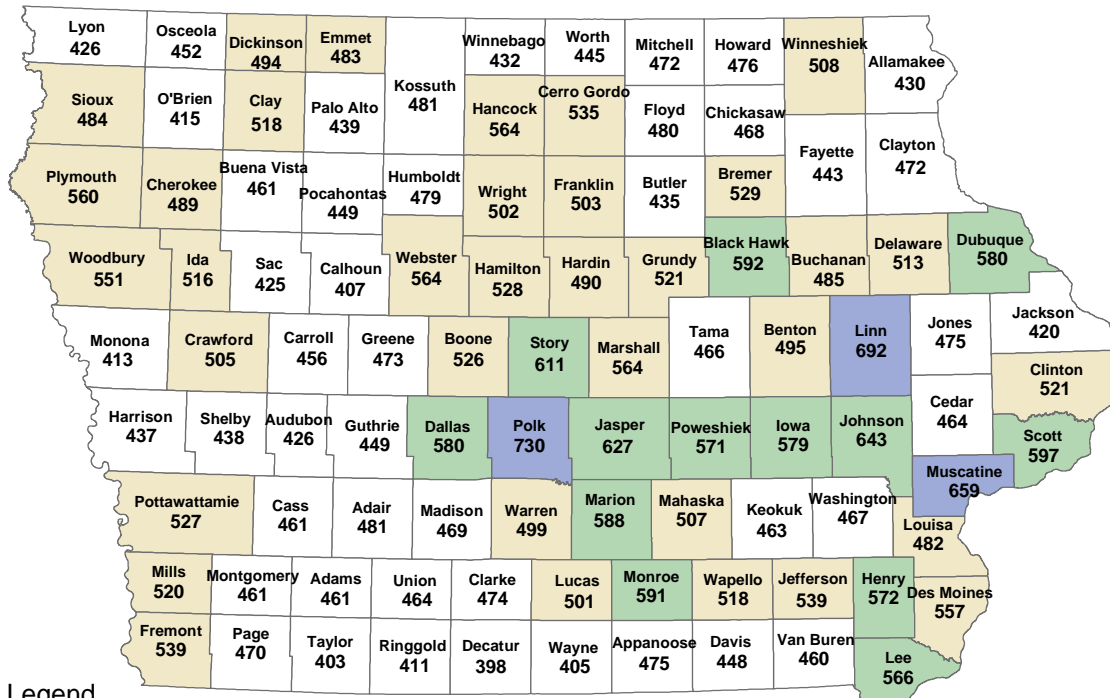 Lyon
426
Osceola
452
Dickinson
494
Emmet
483
Kossuth
481
Winnebago
432
Worth
445
Mitchell
472
Howard
476
Winneshiek
508
Allamakee
430
Sioux
484
O'Brien
415
Clay
518
Palo Alto
439
Hancock
564
Cerro Gordo
535
Floyd
480
Chickasaw
468
Plymouth
560
Cherokee
489
Buena Vista
461
Pocahontas
449
Humboldt
479
Wright
502
Franklin
503
Butler
435
Bremer
529
Fayette
443
Clayton
472
Woodbury
551
Ida
516
Sac
425
Calhoun
407
Webster
564
Hamilton
528
Hardin
490
Grundy
521
Black Hawk
592
Buchanan
485
Delaware
513
Dubuque
580
Monona
413
Crawford
505
Carroll
456
Greene
473
Boone
526
Story
611
Marshall
564
Tama
466
Benton
495
Linn
692
Jones
475
Jackson
420
Clinton
521
Harrison
437
Shelby
438
Audubon
426
Guthrie
449
Dallas
580
Polk
730
Jasper
627
Poweshiek
571
Iowa
579
Johnson
643
Cedar
464
Scott
597
Muscatine
659
Pottawattamie
527
Cass
461
Adair
481
Madison
469
Warren
499
Marion
588
Mahaska
507
Keokuk
463
Washington
467
Louisa
482
Mills
520
Montgomery
461
Adams
461
Union
464
Clarke
474
Lucas
501
Monroe
591
Wapello
518
Jefferson
539
Henry
572
Des Moines
557
Fremont
539
Page
470
Taylor
403
Ringgold
411
Decatur
398
Wayne
405
Appanoose
475
Davis
448
Van Buren
460
Lee
566
Legend